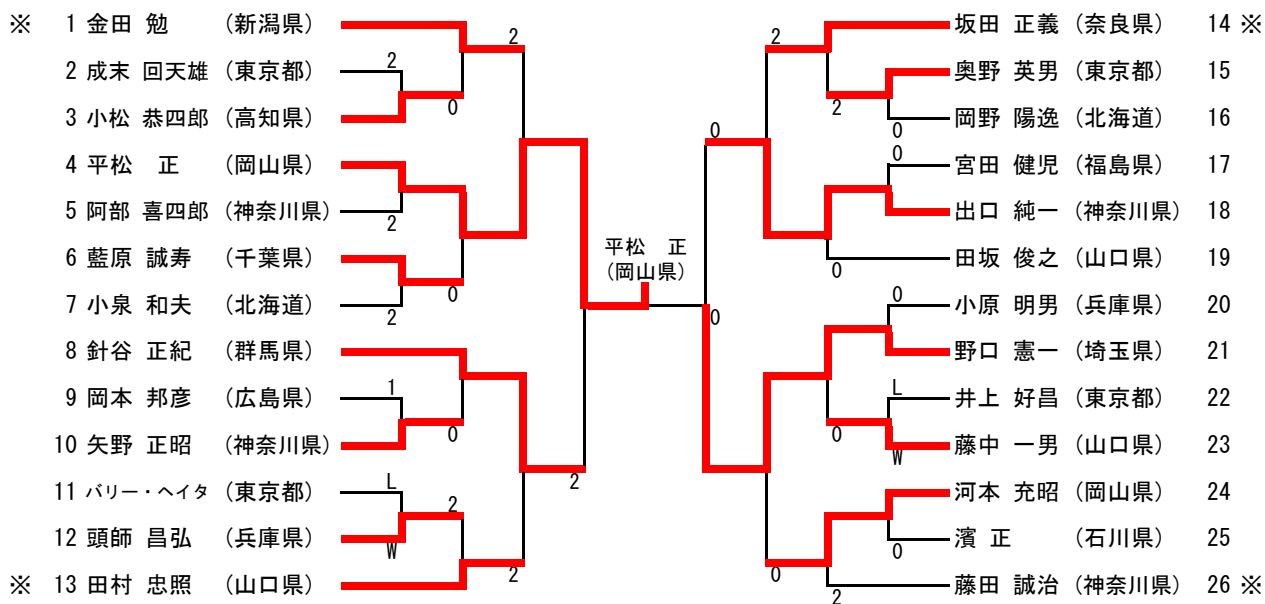 ※ 1 金田 勉 (新潟県)
2 成末 回天雄 (東京都)
3 小松 恭四郎 (高知県)
4 平松 正 (岡山県)
5 阿部 喜四郎 (神奈川県)
6 藍原 誠寿 (千葉県)
7 小泉 和夫 (北海道)
8 針谷 正紀 (群馬県)
9 岡本 邦彦 (広島県)
10 矢野 正昭 (神奈川県)
11 バリー・ヘイタ (東京都)
12 頭師 昌弘 (兵庫県)
※ 13 田村 忠照 (山口県)
2
2
0
2
2
0
1
0
L
W
2
2
2
平松 正
(岡山県)
2
0
2
0
0
0
0
0
L
W
0
0
0
2
坂田 正義 (奈良県) 14 ※
奥野 英男 (東京都) 15
岡野 陽逸 (北海道) 16
宮田 健児 (福島県) 17
出口 純一 (神奈川県) 18
田坂 俊之 (山口県) 19
小原 明男 (兵庫県) 20
野口 憲一 (埼玉県) 21
井上 好昌 (東京都) 22
藤中 一男 (山口県) 23
河本 充昭 (岡山県) 24
濱 正 (石川県) 25
藤田 誠治 (神奈川県) 26 ※